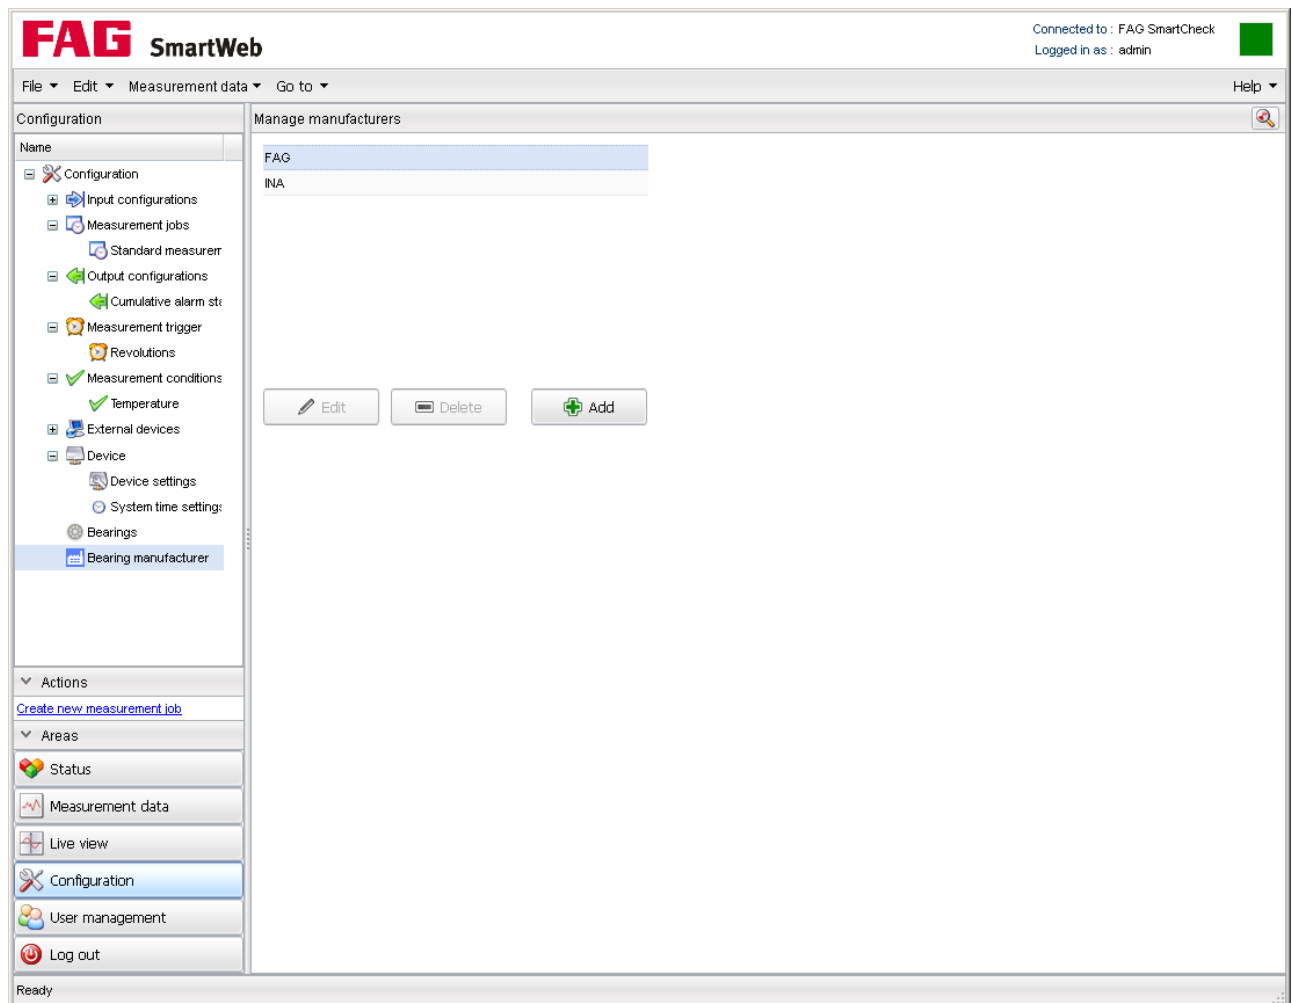 FAG SmartWeb
Connected to : FAG SmartCheck
Logged in as : admin
File Edit Measurement data Go to Help
Configuration
Manage manufacturers
Name
FAG
INA
Configuration
Input configurations
Measurement jobs
Standard measurem
Output configurations
Cumulative alarm sta
Measurement trigger
Revolutions
Measurement conditions
Temperature
External devices
Device
Device settings
System time settings
Bearings
Bearing manufacturer
Edit Delete Add
Actions
Create new measurement job
Areas
Status
Measurement data
Live view
Configuration
User management
Log out
Ready